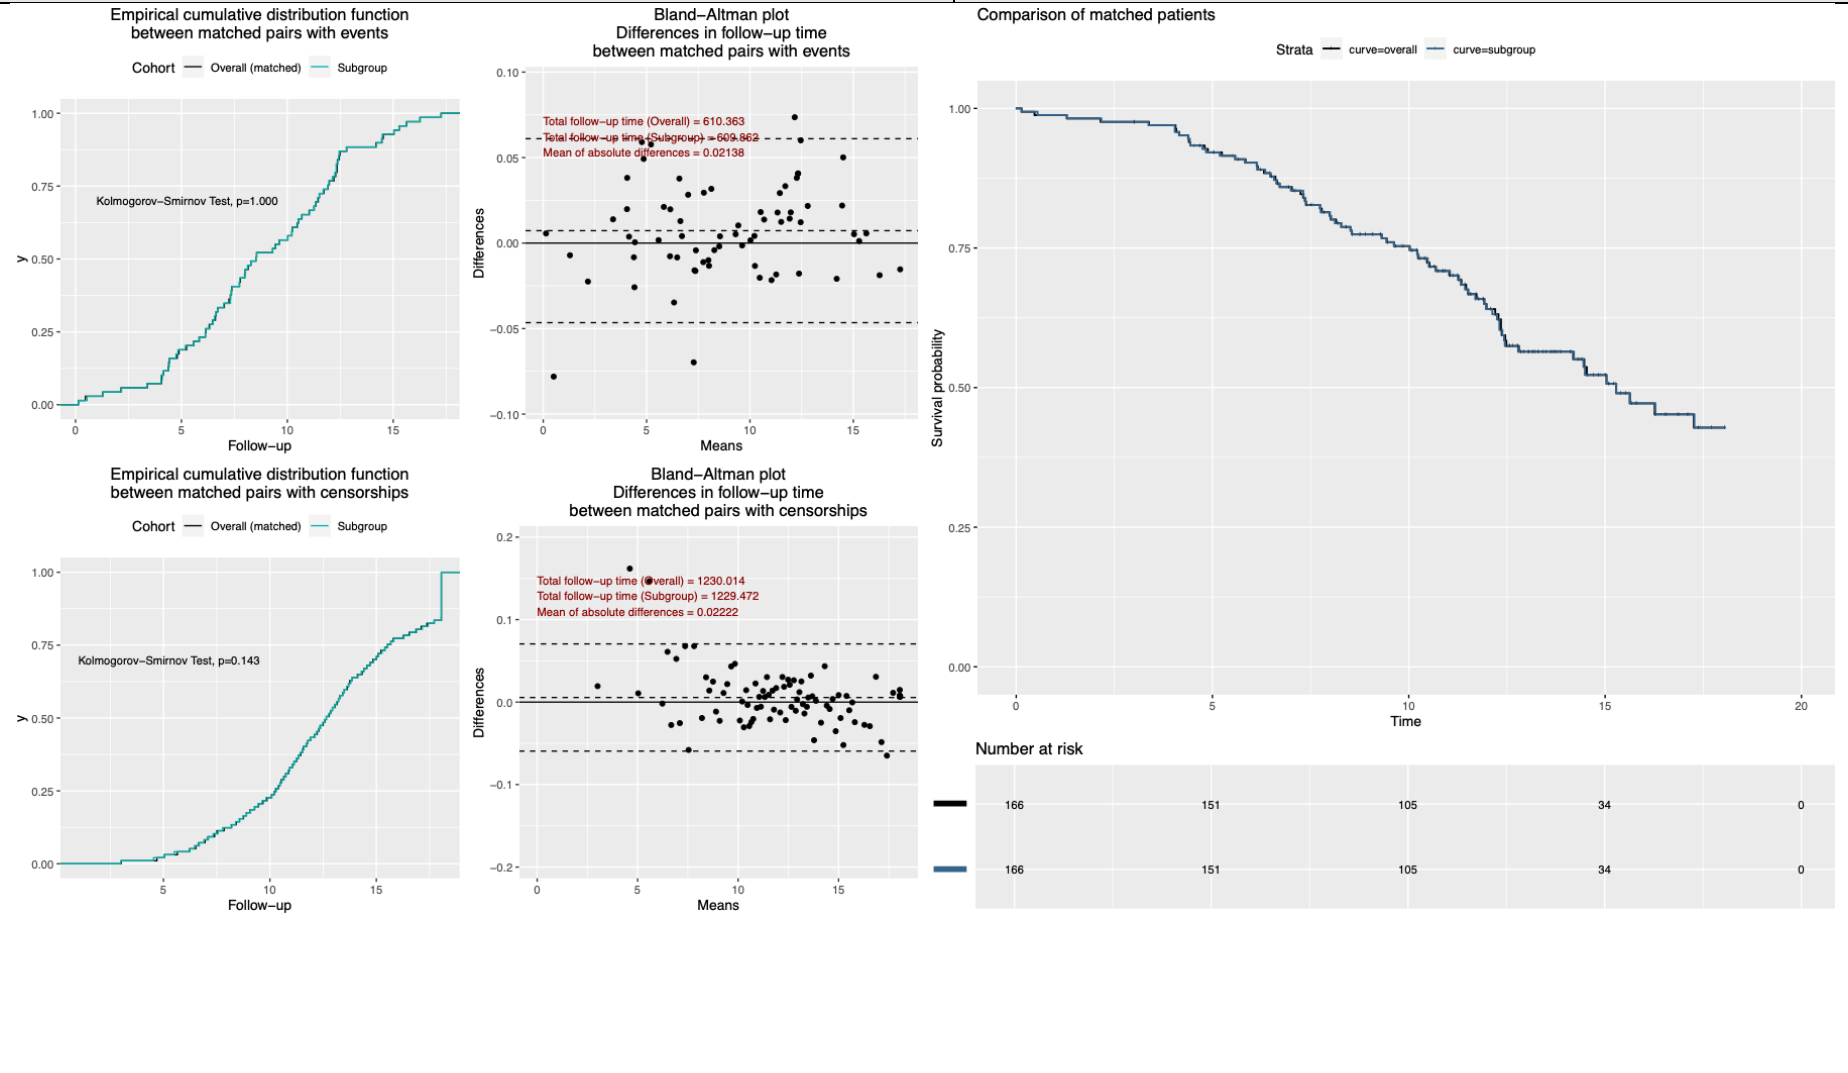 Empirical cumulative distribution function
between matched pairs with events
Cohort Overall (matched) Subgroup
1.00
0.75
0.50
0.25
0.00
y
Kolmogorov−Smirnov Test, p=1.000
0 5 10 15
Follow−up
Bland−Altman plot
Differences in follow−up time
between matched pairs with events
0.10
0.05
0.00
−0.05
−0.10
Differences
Total follow−up time (Overall) = 610.363
Total follow−up time (Subgroup) = 609.862
Mean of absolute differences = 0.02138
0 5 10 15
Means
Empirical cumulative distribution function
between matched pairs with censorships
Cohort Overall (matched) Subgroup
1.00
0.75
0.50
0.25
0.00
y
Kolmogorov−Smirnov Test, p=0.143
5 10 15
Follow−up
Bland−Altman plot
Differences in follow−up time
between matched pairs with censorships
0.2
0.1
0.0
−0.1
−0.2
Differences
Total follow−up time (Overall) = 1230.014
Total follow−up time (Subgroup) = 1229.472
Mean of absolute differences = 0.02222
0 5 10 15
Means
Comparison of matched patients
Strata curve=overall curve=subgroup
1.00
0.75
0.50
0.25
0.00
Survival probability
0 5 10 15 20
Time
Number at risk
166 151 105 34 0
166 151 105 34 0